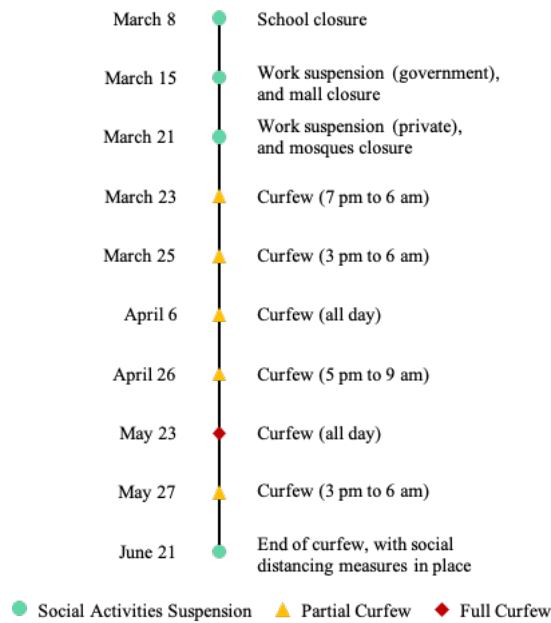 March 8 School closure
March 15 Work suspension (government),
and mall closure
March 21 Work suspension (private),
and mosques closure
March 23 Curfew (7 pm to 6 am)
March 25 Curfew (3 pm to 6 am)
April 6 Curfew (all day)
April 26 Curfew (5 pm to 9 am)
May 23 Curfew (all day)
May 27 Curfew (3 pm to 6 am)
June 21 End of curfew, with social
distancing measures in place
Social Activities Suspension Partial Curfew Full Curfew